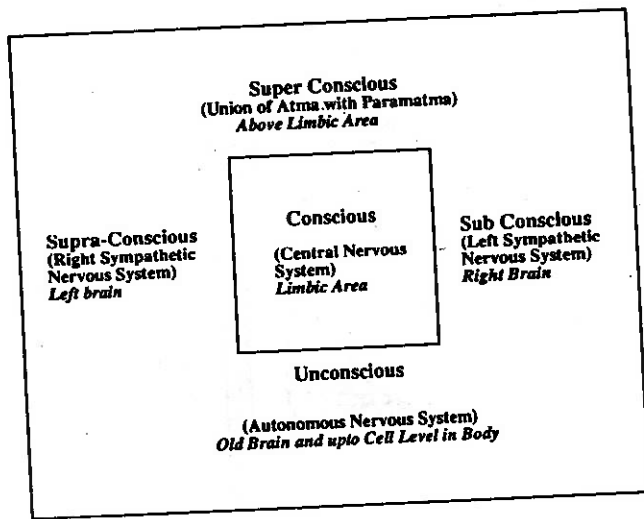 Super Conscious
(Union of Atma with Paramatma)
Above Limbic Area
Supra-Conscious
(Right Sympathetic
Nervous System)
Left brain
Conscious
(Central Nervous
System)
Limbic Area
Sub Conscious
(Left Sympathetic
Nervous System)
Right Brain
Unconscious
(Autonomous Nervous System)
Old Brain and upto Cell Level in Body